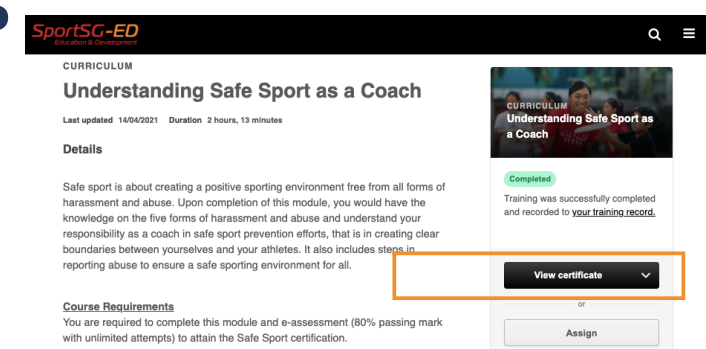 SportSG-ED
Education & Development
CURRICULUM
Understanding Safe Sport as a Coach
Last updated 14/04/2021 Duration 2 hours, 13 minutes
Details
Safe sport is about creating a positive sporting environment free from all forms of
harassment and abuse. Upon completion of this module, you would have the
knowledge on the five forms of harassment and abuse and understand your
responsibility as a coach in safe sport prevention efforts, that is in creating clear
boundaries between yourselves and your athletes. It also includes steps in
reporting abuse to ensure a safe sporting environment for all.
Course Requirements
You are required to complete this module and e-assessment (80% passing mark
with unlimited attempts) to attain the Safe Sport certification.
CURRICULUM
Understanding Safe Sport as
a Coach
Completed
Training was successfully completed
and recorded to your training record.
View certificate
or
Assign